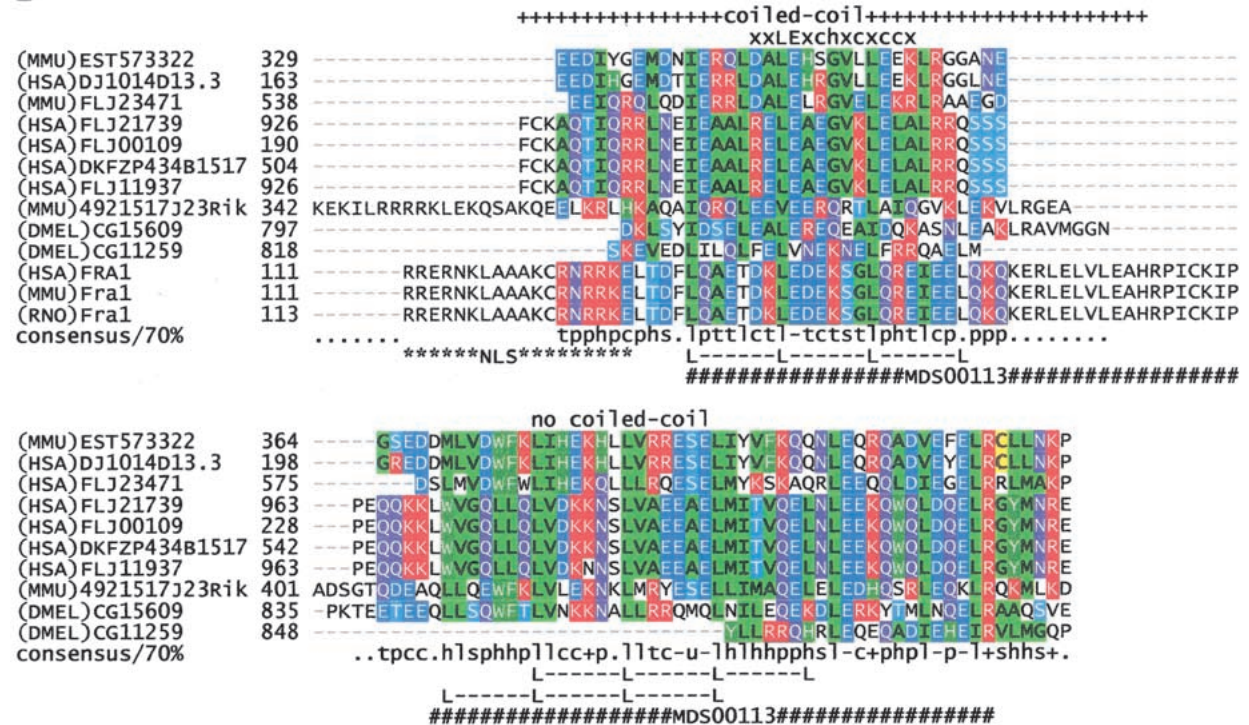 ++++++++++++++++coiled-coil++++++++++++++++++++++
xxLExchxcxccx
(MMU)EST573322 329 -------------------EEDIYGEMDNIERQLDALEHSGVLLEEKLRGGANE------------------
(HSA)DJ1014D13.3 163 -------------------EEDIHGEMDTIERRLDALEHRGVLLEEKLRGGLNE------------------
(MMU)FLJ23471 538 --------------------EEIQRQLQDIERRLDALELRGVELEKRLRAAEGD------------------
(HSA)FLJ21739 926 ----------------FCKAQTIQRRLNEIEAALRELEAEGVKLELALRRQSSS------------------
(HSA)FLJ00109 190 ----------------FCKAQTIQRRLNEIEAALRELEAEGVKLELALRRQSSS------------------
(HSA)DKFZP434B1517 504 ----------------FCKAQTIQRRLNEIEAALRELEAEGVKLELALRRQSSS------------------
(HSA)FLJ11937 926 ----------------FCKAQTIQRRLNEIEAALRELEAEGVKLELALRRQSSS------------------
(MMU)4921517J23Rik 342 KEKILRRRRKLEKQSAKQEELKRLHKAQAIQRQLEEVEERQRTLAIQGVKLEKVLRGEA-------------
(DMEL)CG15609 797 ------------------------DKLSYIDSELEALEREQEAIDQKASNLEAKLRAVMGGN----------
(DMEL)CG11259 818 -----------------------SKEVEDLILQLFELVNEKNELFRRQAELM--------------------
(HSA)FRA1 111 -------RRERNKLAAAKCRNRRKELTDFLQAETDKLEDEKSGLQREIEELQKQKERLELVLEAHRPICKIP
(MMU)Fra1 111 -------RRERNKLAAAKCRNRRKELTDFLQAETDKLEDEKSGLQREIEELQKQKERLELVLEAHRPICKIP
(RNO)Fra1 113 -------RRERNKLAAAKCRNRRKELTDFLQAETDKLEDEKSGLQREIEELQKQKERLELVLEAHRPICKIP
consensus/70% ....... tpphpcphs.lpttlctl-tctstlphtlcp.ppp........
******NLS********* L------L------L------L
#################MDS00113##################
no coiled-coil
(MMU)EST573322 364 -----GSEDDMLVDWFKLIHEKHLLVRRESELIYVFKQQNLEQRQADVEFELRCLLNKP
(HSA)DJ1014D13.3 198 -----GREDDMLVDWFKLIHEKHLLVRRESELIYVFKQQNLEQRQADVEYELRCLLNKP
(HSA)FLJ23471 575 --------DSLMVDWFWLIHEKQLLLRQESELMYKSKAQRLEEQQLDIEGELRRLMAKP
(HSA)FLJ21739 963 ---PEQQKKLWVGQLLQLVDKKNSLVAEEAELMITVQELNLEEKQWQLDQELRGYMNRE
(HSA)FLJ00109 228 ---PEQQKKLWVGQLLQLVDKKNSLVAEEAELMITVQELNLEEKQWQLDQELRGYMNRE
(HSA)DKFZP434B1517 542 ---PEQQKKLWVGQLLQLVDKKNSLVAEEAELMITVQELNLEEKQWQLDQELRGYMNRE
(HSA)FLJ11937 963 ---PEQQKKLWVGQLLQLVDKNNSLVAEEAELMITVQELNLEEKQWQLDQELRGYMNRE
(MMU)4921517J23Rik 401 ADSGTQDEAQLLQEWFKLVLEKNKLMRYESELLIMAQELELEDHQSRLEQKLRQKMLKD
(DMEL)CG15609 835 -PKTEETEEQLLSQWFTLVNKKNALLRRQMQLNILEQEKDLERKYTMLNQELRAAQSVE
(DMEL)CG11259 848 --------------------------------YLLRRQHRLEQEQADIEHEIRVLMGQP
consensus/70% ..tpcc.hlsphhpllcc+p.lltc-u-lhlhhpphsl-c+phpl-p-l+shhs+.
L------L------L------L
L------L------L------L
###################MDS00113#################